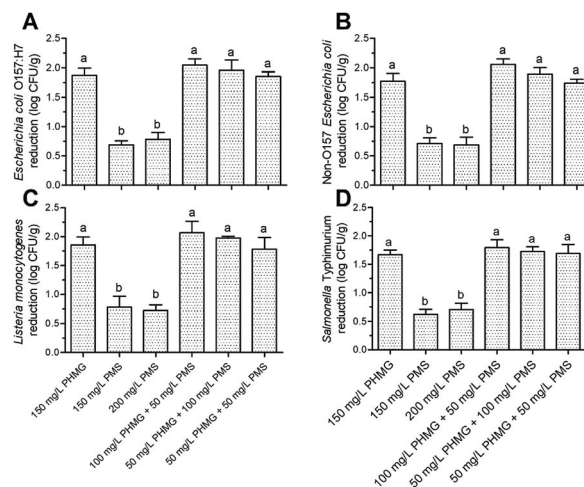 A
Escherichia coli O157:H7
reduction (log CFU/g)
2.5
2.0
1.5
1.0
0.5
0.0
a
b
b
a
a
a
B
Non-O157 Escherichia coli
reduction (log CFU/g)
2.5
2.0
1.5
1.0
0.5
0.0
a
b
b
a
a
a
C
Listeria monocytogenes
reduction (log CFU/g)
2.5
2.0
1.5
1.0
0.5
0.0
a
b
b
a
a
a
150 mg/L PHMG
150 mg/L PMS
200 mg/L PMS
100 mg/L PHMG + 50 mg/L PMS
50 mg/L PHMG + 100 mg/L PMS
50 mg/L PHMG + 50 mg/L PMS
D
Salmonella Typhimurium
reduction (log CFU/g)
2.5
2.0
1.5
1.0
0.5
0.0
a
b
b
a
a
a
150 mg/L PHMG
150 mg/L PMS
200 mg/L PMS
100 mg/L PHMG + 50 mg/L PMS
50 mg/L PHMG + 100 mg/L PMS
50 mg/L PHMG + 50 mg/L PMS